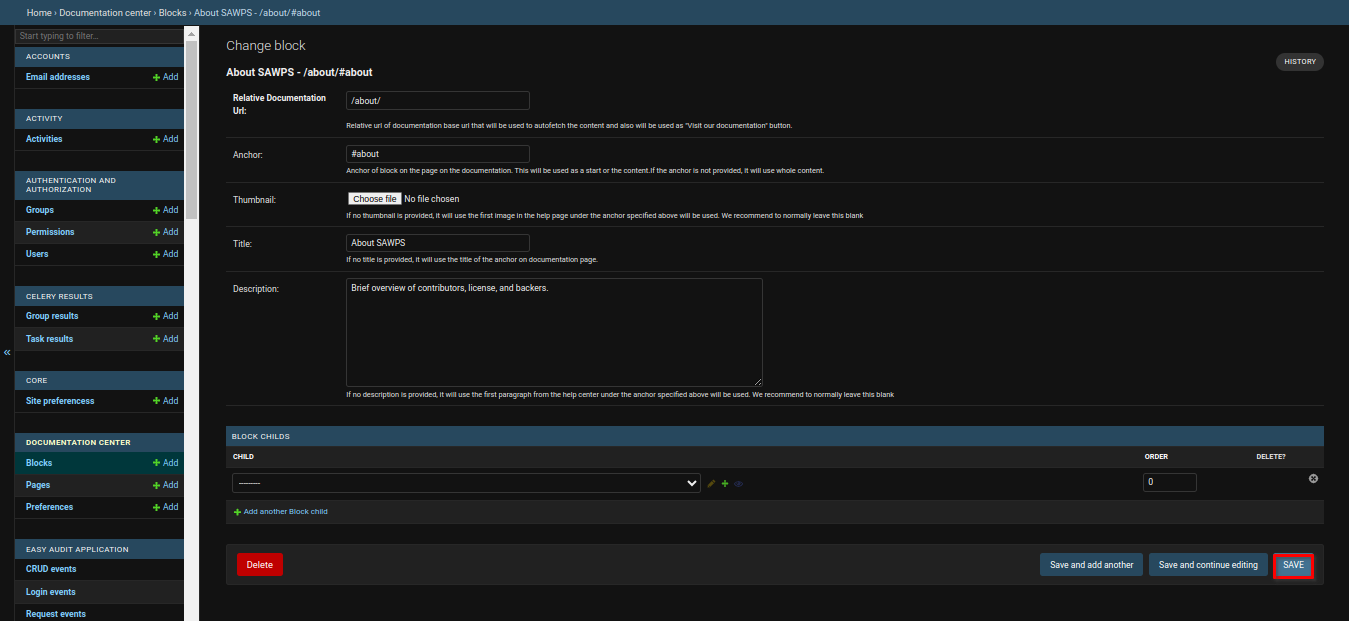 Home › Documentation center › Blocks › About SAWPS - /about/#about
Start typing to filter...
ACCOUNTS
Email addresses + Add
ACTIVITY
Activities + Add
AUTHENTICATION AND
AUTHORIZATION
Groups + Add
Permissions + Add
Users + Add
CELERY RESULTS
Group results + Add
Task results + Add
CORE
Site preferencess + Add
DOCUMENTATION CENTER
Blocks + Add
Pages + Add
Preferences + Add
EASY AUDIT APPLICATION
CRUD events
Login events
Request events
«
Change block
HISTORY
About SAWPS - /about/#about
Relative Documentation
Url:
/about/
Relative url of documentation base url that will be used to autofetch the content and also will be used as "Visit our documentation" button.
Anchor:
#about
Anchor of block on the page on the documentation. This will be used as a start or the content.If the anchor is not provided, it will use whole content.
Thumbnail:
Choose file No file chosen
If no thumbnail is provided, it will use the first image in the help page under the anchor specified above will be used. We recommend to normally leave this blank
Title:
About SAWPS
If no title is provided, it will use the title of the anchor on documentation page.
Description:
Brief overview of contributors, license, and backers.
If no description is provided, it will use the first paragraph from the help center under the anchor specified above will be used. We recommend to normally leave this blank
BLOCK CHILDS
CHILD ORDER DELETE?
--------- 0
+ Add another Block child
Delete Save and add another Save and continue editing SAVE